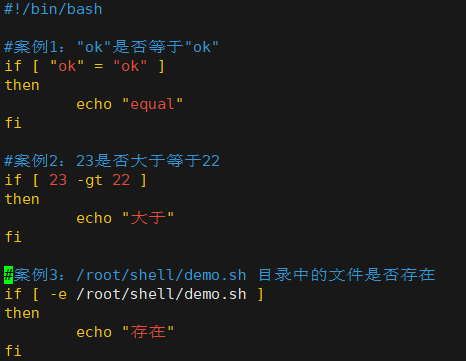 #!/bin/bash
#案例1："ok"是否等于"ok"
if [ "ok" = "ok" ]
then
        echo "equal"
fi
#案例2：23是否大于等于22
if [ 23 -gt 22 ]
then
        echo "大于"
fi
#案例3：/root/shell/demo.sh 目录中的文件是否存在
if [ -e /root/shell/demo.sh ]
then
        echo "存在"
fi